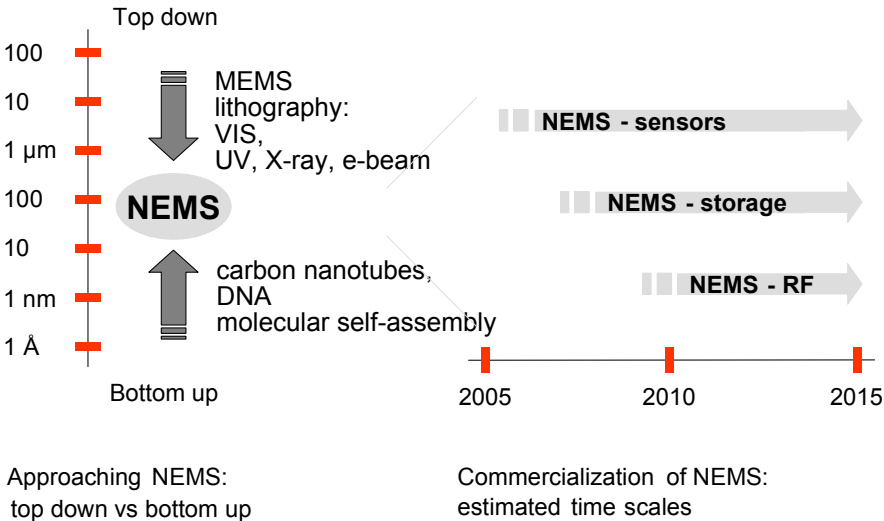 Top down
100
10
1 µm
100
10
1 nm
1 Å
MEMS
lithography:
VIS,
UV, X-ray, e-beam
NEMS
carbon nanotubes,
DNA
molecular self-assembly
Bottom up
NEMS - sensors
NEMS - storage
NEMS - RF
2005
2010
2015
Approaching NEMS:
top down vs bottom up
Commercialization of NEMS:
estimated time scales